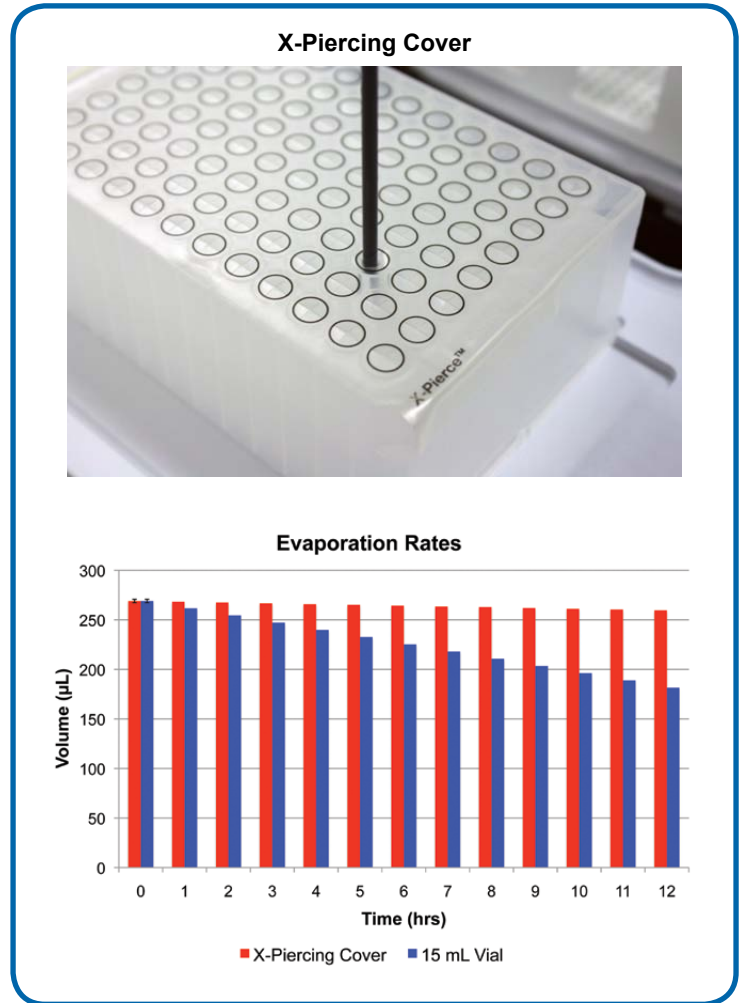 X-Piercing Cover
X-Pierce™
Evaporation Rates
300
250
200
150
100
50
0
Volume (µL)
0 1 2 3 4 5 6 7 8 9 10 11 12
Time (hrs)
X-Piercing Cover 15 mL Vial